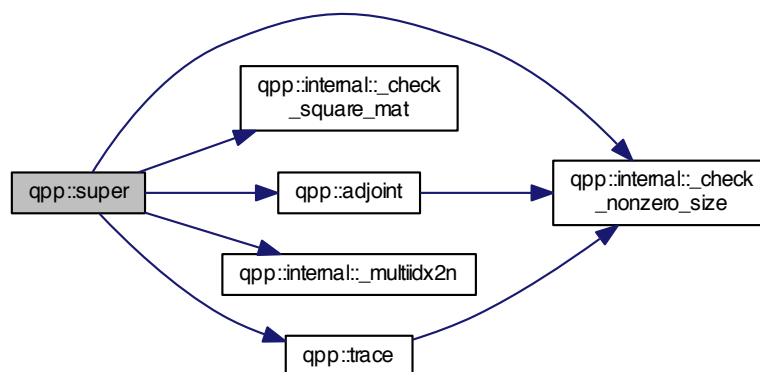 qpp::super
qpp::internal::_check
_square_mat
qpp::adjoint
qpp::internal::_multiidx2n
qpp::trace
qpp::internal::_check
_nonzero_size